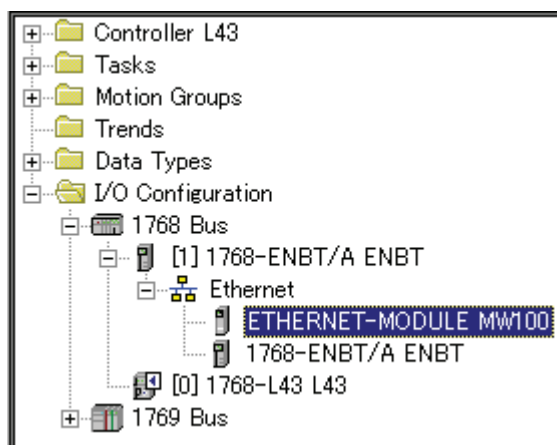 Controller L43
Tasks
Motion Groups
Trends
Data Types
I/O Configuration
1768 Bus
[1] 1768-ENBT/A ENBT
Ethernet
ETHERNET-MODULE MW100
1768-ENBT/A ENBT
[0] 1768-L43 L43
1769 Bus